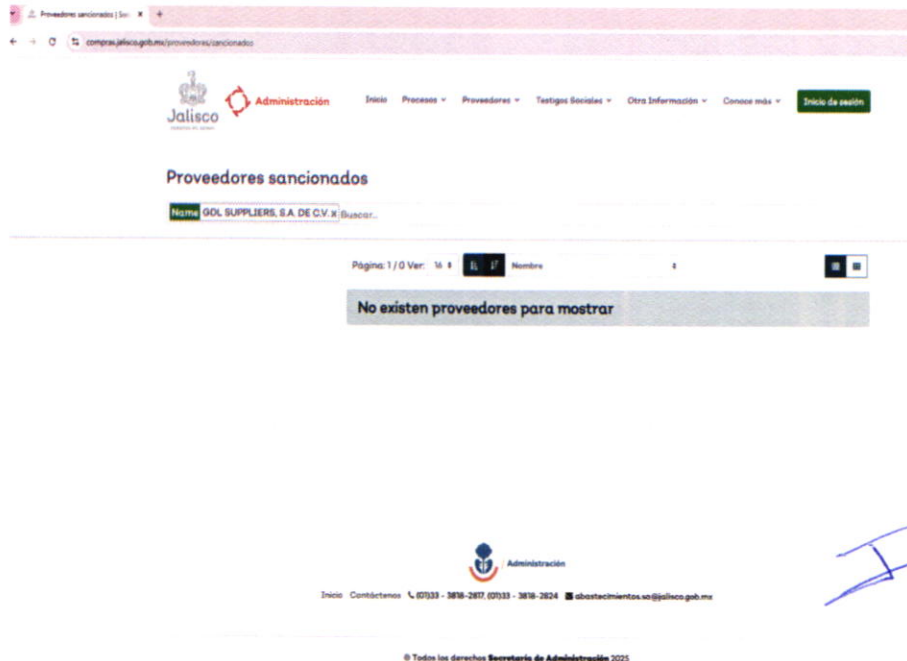 Proveedores sancionados | Sec
compras.jalisco.gob.mx/proveedores/sancionados
Jalisco
Administración
Inicio Procesos Proveedores Testigos Sociales Otra Información Conoce más Inicio de sesión
Proveedores sancionados
Name GDL SUPPLIERS, S.A. DE C.V. x Buscar...
Página: 1 / 0 Ver: 16 Nombre
No existen proveedores para mostrar
Administración
Inicio Contáctenos (01)33 - 3818-2817, (01)33 - 3818-2824 abastecimientos.sa@jalisco.gob.mx
© Todos los derechos Secretaría de Administración 2025